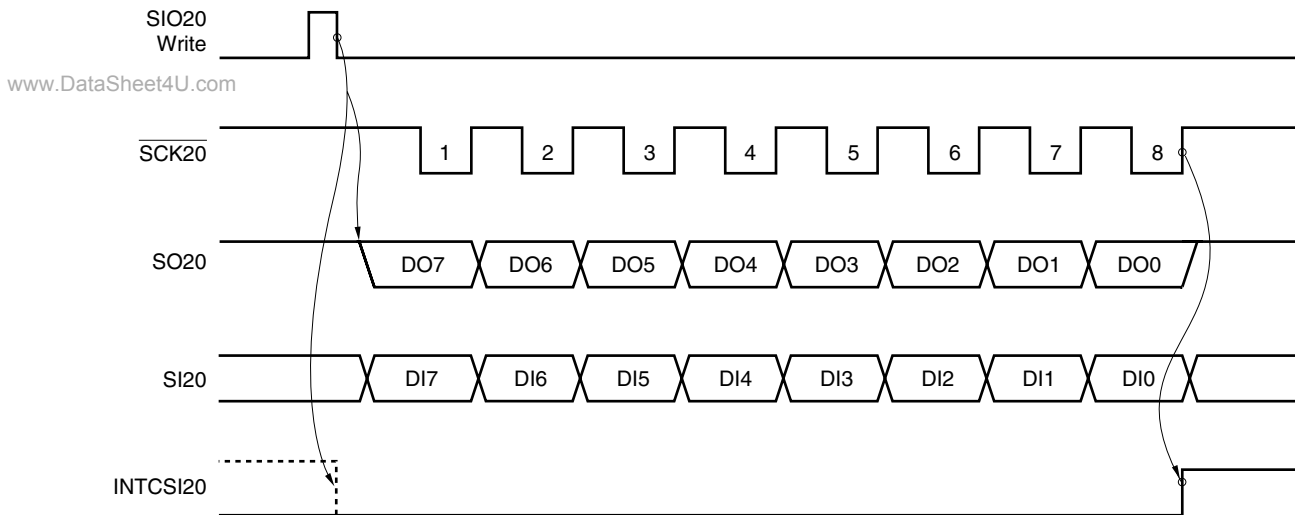 SIO20
Write
www.DataSheet4U.com
SCK20
1 2 3 4 5 6 7 8
SO20
DO7 DO6 DO5 DO4 DO3 DO2 DO1 DO0
SI20
DI7 DI6 DI5 DI4 DI3 DI2 DI1 DI0
INTCSI20